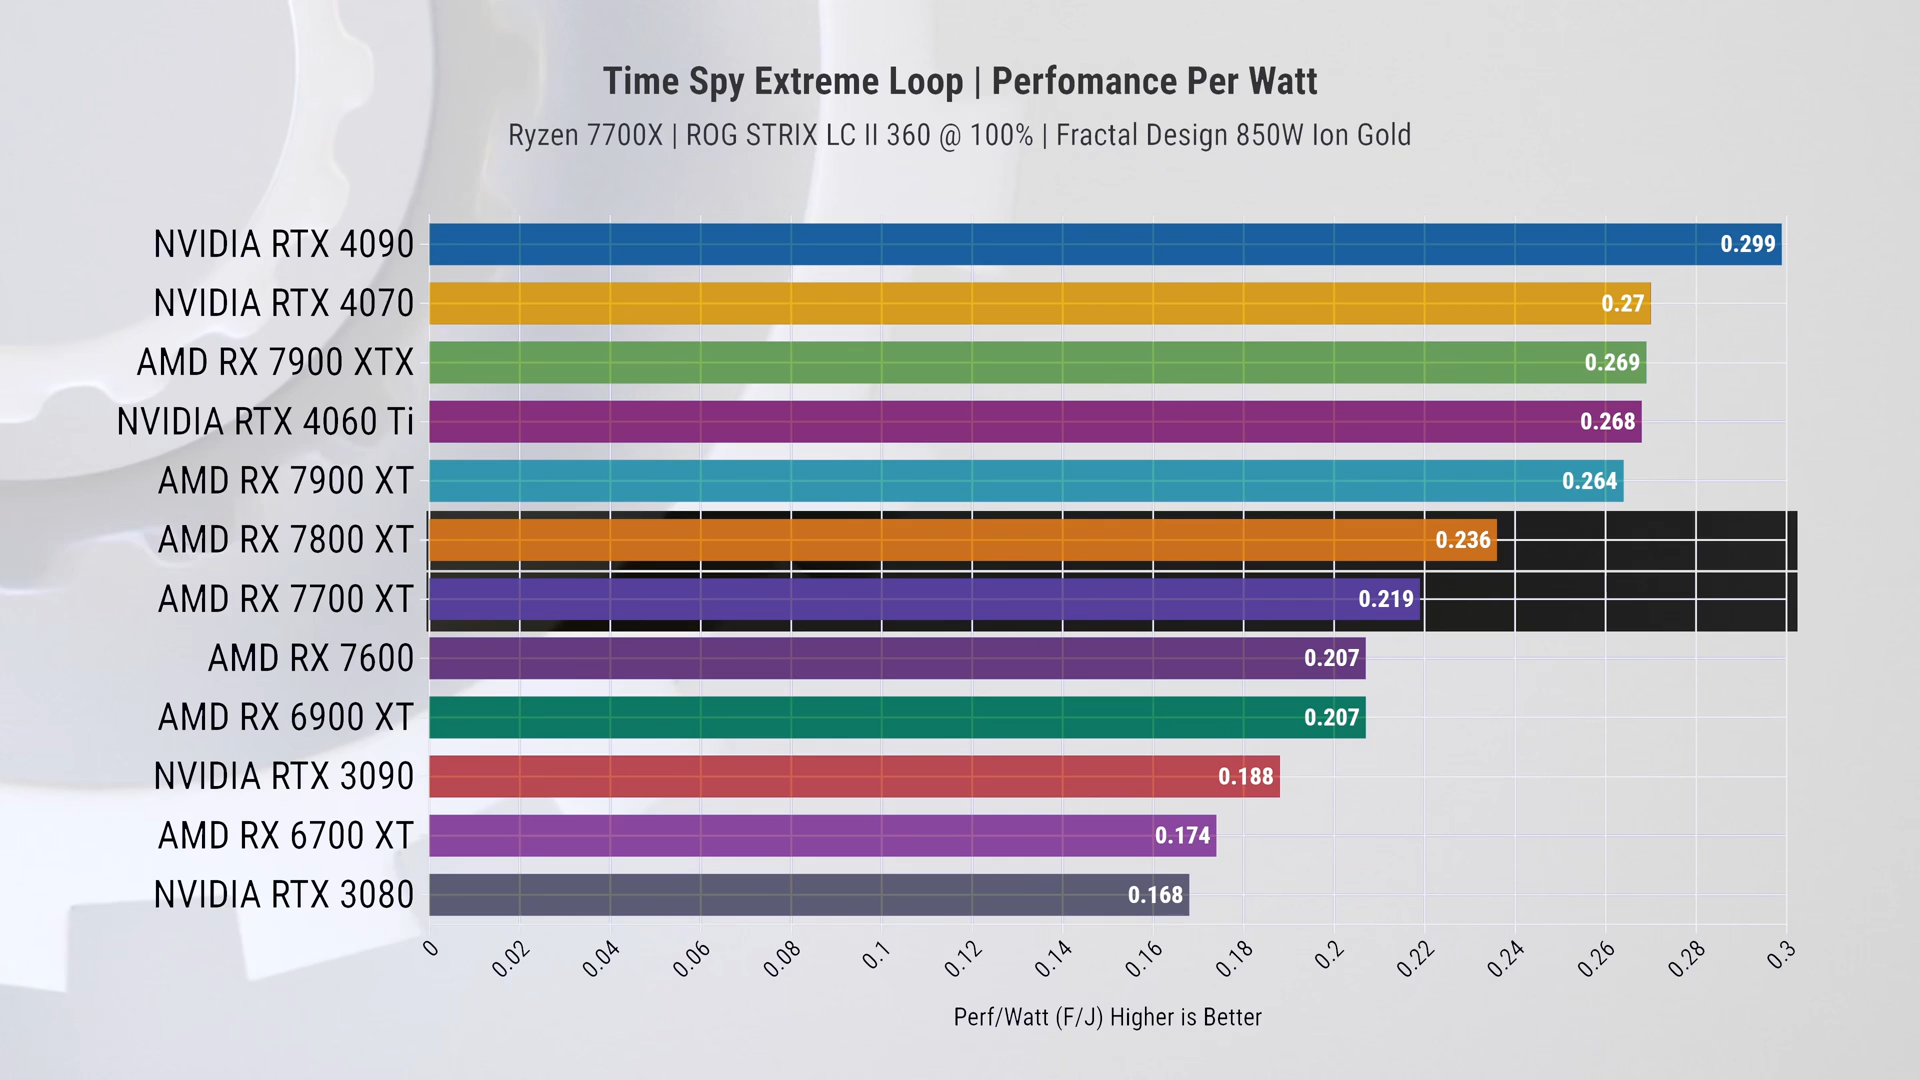 Time Spy Extreme Loop | Perfomance Per Watt
Ryzen 7700X | ROG STRIX LC II 360 @ 100% | Fractal Design 850W Ion Gold
NVIDIA RTX 4090 0.299
NVIDIA RTX 4070 0.27
AMD RX 7900 XTX 0.269
NVIDIA RTX 4060 Ti 0.268
AMD RX 7900 XT 0.264
AMD RX 7800 XT 0.236
AMD RX 7700 XT 0.219
AMD RX 7600 0.207
AMD RX 6900 XT 0.207
NVIDIA RTX 3090 0.188
AMD RX 6700 XT 0.174
NVIDIA RTX 3080 0.168
0 0.02 0.04 0.06 0.08 0.1 0.12 0.14 0.16 0.18 0.2 0.22 0.24 0.26 0.28 0.3
Perf/Watt (F/J) Higher is Better